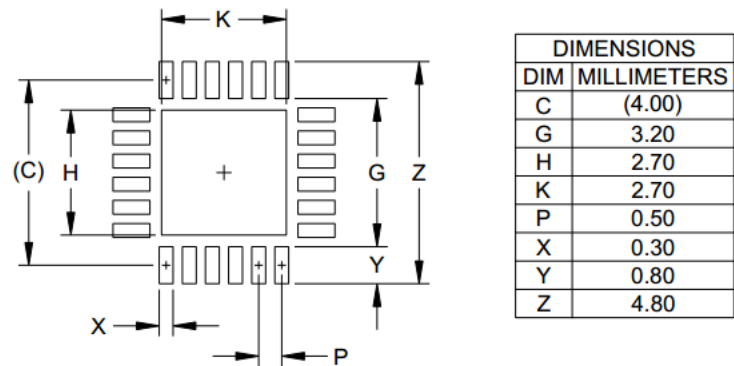 K
(C)
H
G
Z
Y
X
P
DIMENSIONS
DIM MILLIMETERS
C (4.00)
G 3.20
H 2.70
K 2.70
P 0.50
X 0.30
Y 0.80
Z 4.80